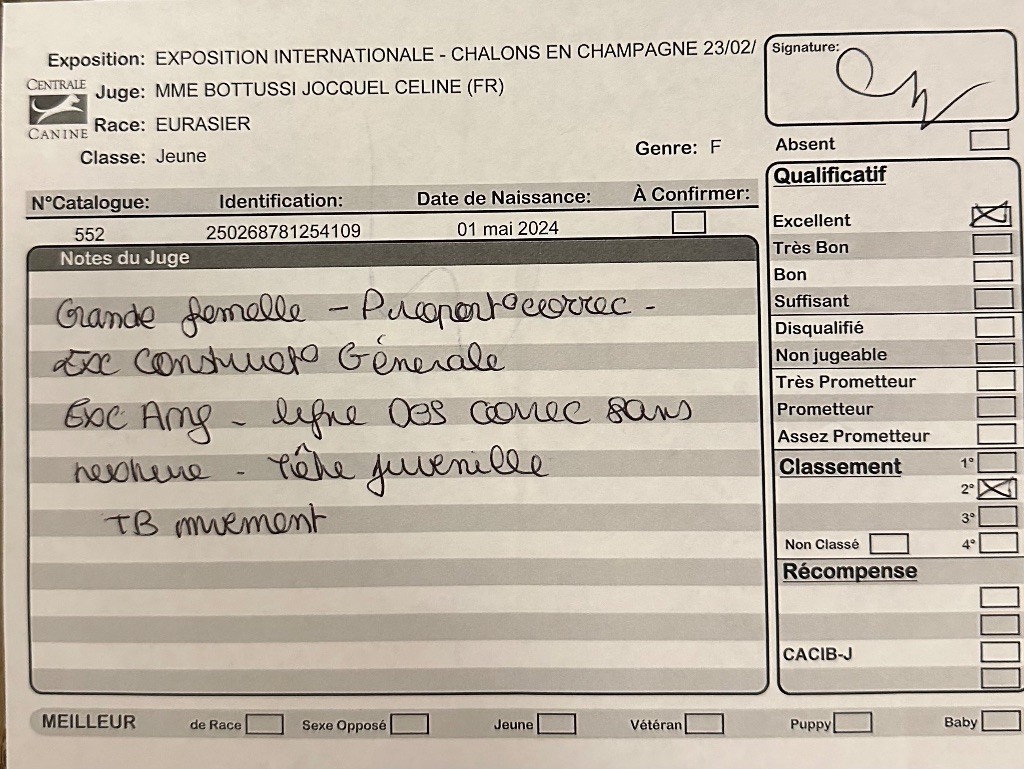 Exposition: EXPOSITION INTERNATIONALE - CHALONS EN CHAMPAGNE 23/02/
CENTRALE
CANINE
Juge: MME BOTTUSSI JOCQUEL CELINE (FR)
Race: EURASIER
Classe: Jeune
Genre: F
Signature:
Absent
N°Catalogue: Identification: Date de Naissance: À Confirmer:
552 250268781254109 01 mai 2024
Notes du Juge
Grande femelle - Proport° correc -
Exc Construct° Génerale
Exc Ang - ligne DOS correc sans
- Tête juvenille
TB muvement
Qualificatif
Excellent
Très Bon
Bon
Suffisant
Disqualifié
Non jugeable
Très Prometteur
Prometteur
Assez Prometteur
Classement 1°
2°
3°
Non Classé 4°
Récompense
CACIB-J
MEILLEUR de Race Sexe Opposé Jeune Vétéran Puppy Baby